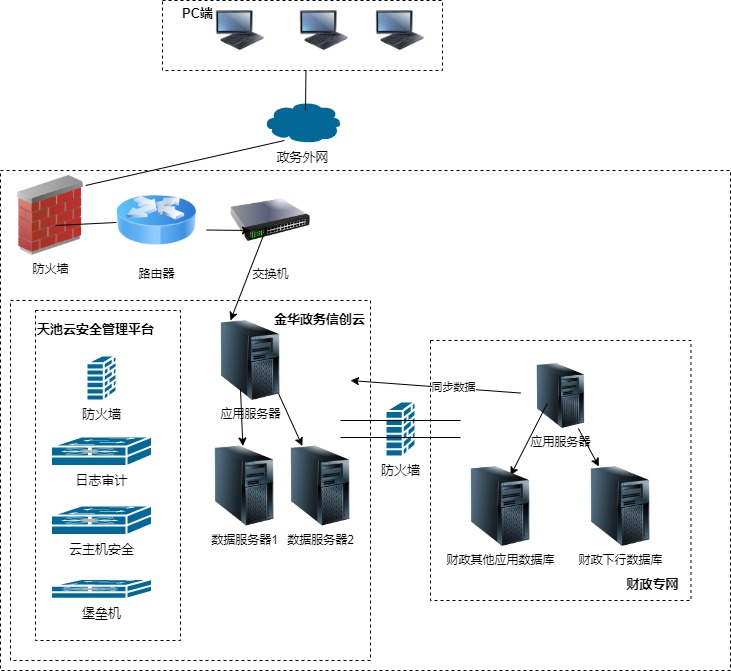 PC端
政务外网
防火墙
路由器
交换机
天池云安全管理平台
金华政务信创云
防火墙
日志审计
云主机安全
堡垒机
应用服务器
数据服务器1
数据服务器2
同步数据
防火墙
应用服务器
财政其他应用数据库
财政下行数据库
财政专网